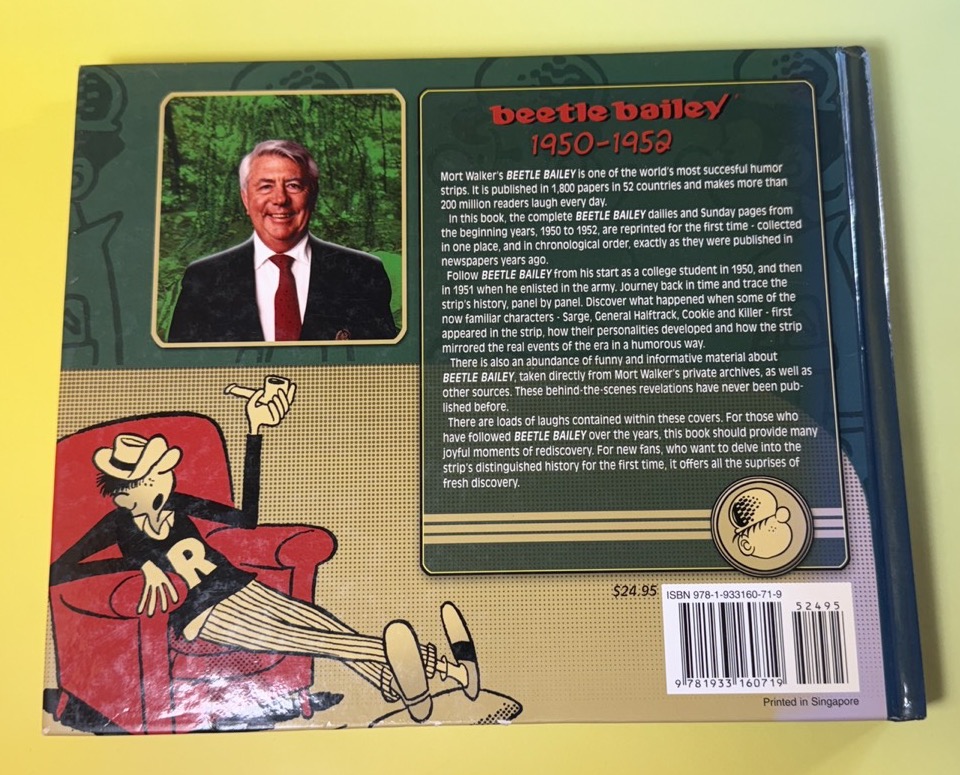 beetle bailey
1950-1952
Mort Walker's BEETLE BAILEY is one of the world's most succesful humor
strips. It is published in 1,800 papers in 52 countries and makes more than
200 million readers laugh every day.
In this book, the complete BEETLE BAILEY dailies and Sunday pages from
the beginning years, 1950 to 1952, are reprinted for the first time - collected
in one place, and in chronological order, exactly as they were published in
newspapers years ago.
Follow BEETLE BAILEY from his start as a college student in 1950, and then
in 1951 when he enlisted in the army. Journey back in time and trace the
strip's history, panel by panel. Discover what happened when some of the
now familiar characters - Sarge, General Halftrack, Cookie and Killer - first
appeared in the strip, how their personalities developed and how the strip
mirrored the real events of the era in a humorous way.
There is also an abundance of funny and informative material about
BEETLE BAILEY, taken directly from Mort Walker's private archives, as well as
other sources. These behind-the-scenes revelations have never been pub-
lished before.
There are loads of laughs contained within these covers. For those who
have followed BEETLE BAILEY over the years, this book should provide many
joyful moments of rediscovery. For new fans, who want to delve into the
strip's distinguished history for the first time, it offers all the suprises of
fresh discovery.
R
$24.95
ISBN 978-1-933160-71-9
52495
9 781933 160719
Printed in Singapore